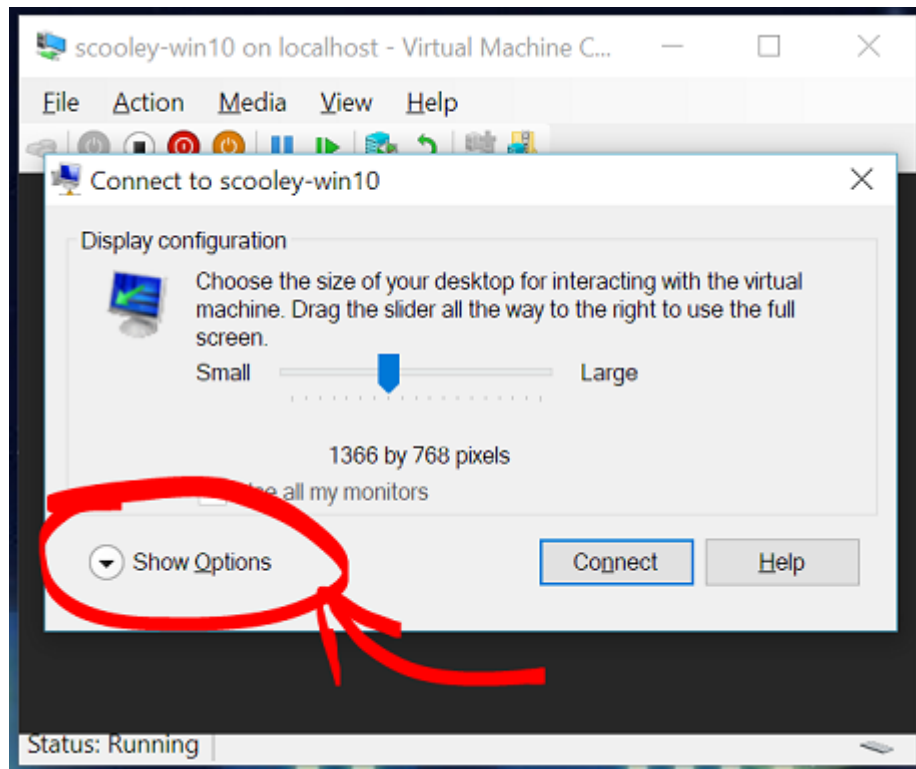 scooley-win10 on localhost - Virtual Machine C...
File Action Media View Help
Connect to scooley-win10
Display configuration
Choose the size of your desktop for interacting with the virtual
machine. Drag the slider all the way to the right to use the full
screen.
Small Large
1366 by 768 pixels
all my monitors
Show Options
Connect Help
Status: Running